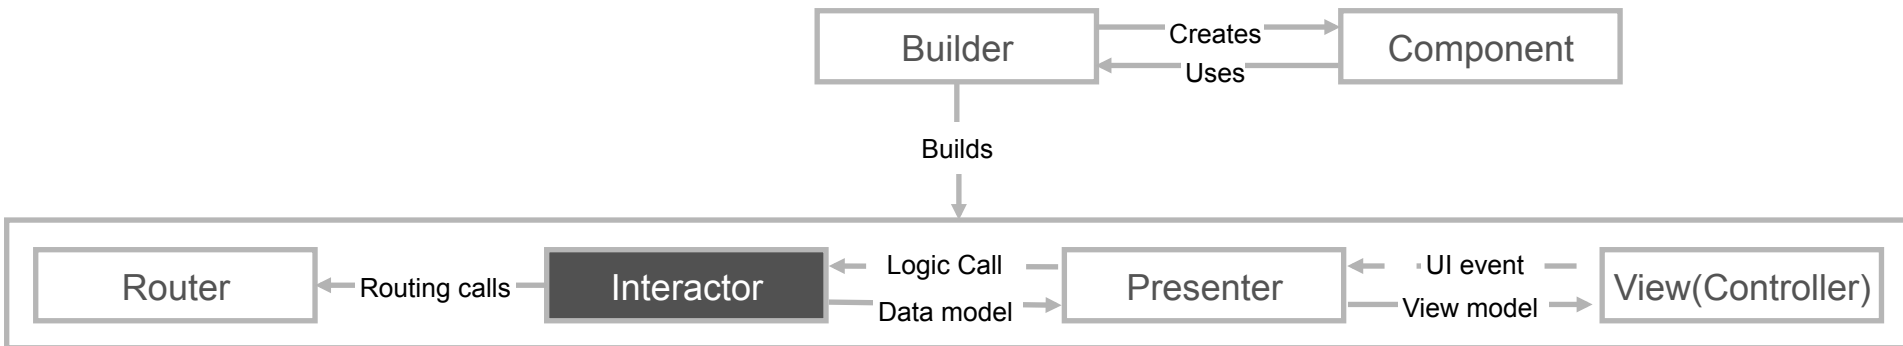 Builder
Creates
Component
Uses
Builds
Router
Routing calls
Interactor
Logic Call
Data model
Presenter
UI event
View model
View(Controller)